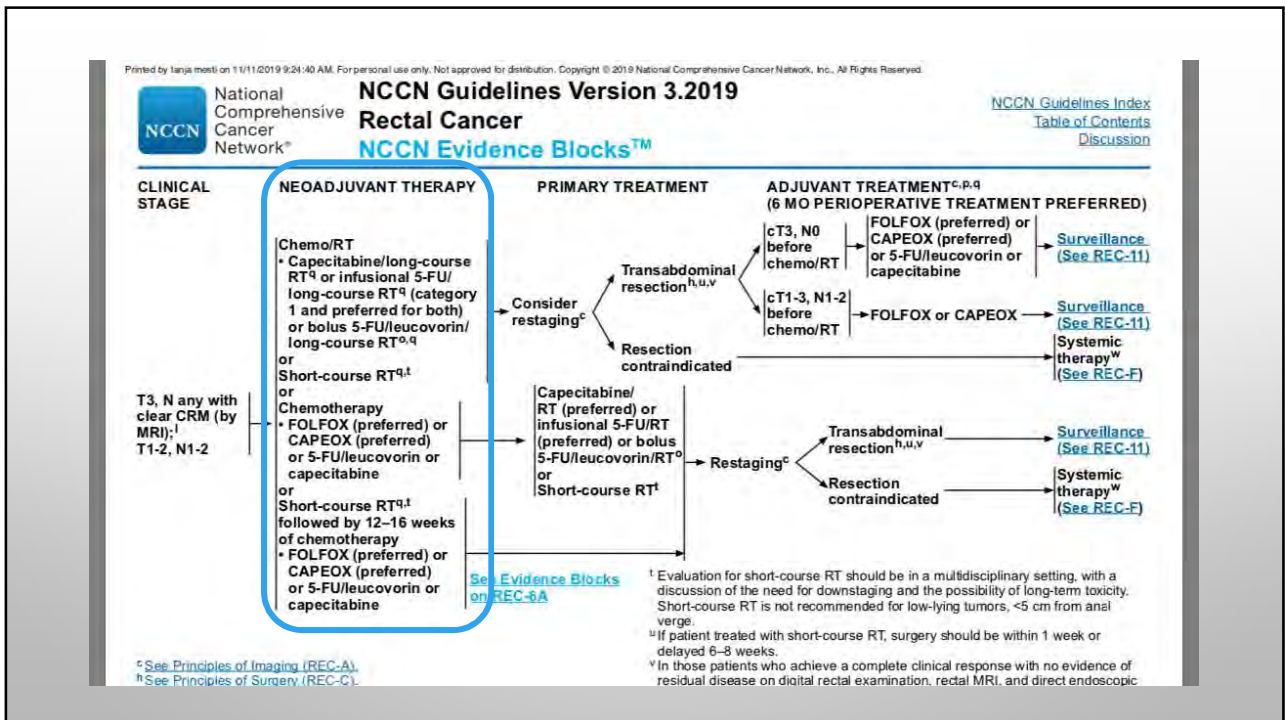 Printed by tanja mesti on 11/11/2019 9:24:40 AM. For personal use only. Not approved for distribution. Copyright © 2019 National Comprehensive Cancer Network, Inc., All Rights Reserved.
NCCN
National
Comprehensive
Cancer
Network®
NCCN Guidelines Version 3.2019
Rectal Cancer
NCCN Evidence Blocks™
NCCN Guidelines Index
Table of Contents
Discussion
CLINICAL
STAGE
NEOADJUVANT THERAPY
PRIMARY TREATMENT
ADJUVANT TREATMENTc,p,q
(6 MO PERIOPERATIVE TREATMENT PREFERRED)
T3, N any with
clear CRM (by
MRI);l
T1-2, N1-2
Chemo/RT
• Capecitabine/long-course
RTq or infusional 5-FU/
long-course RTq (category
1 and preferred for both)
or bolus 5-FU/leucovorin/
long-course RTo,q
or
Short-course RTq,t
or
Chemotherapy
• FOLFOX (preferred) or
CAPEOX (preferred)
or 5-FU/leucovorin or
capecitabine
or
Short-course RTq,t
followed by 12–16 weeks
of chemotherapy
• FOLFOX (preferred) or
CAPEOX (preferred)
or 5-FU/leucovorin or
capecitabine
Consider
restagingc
Transabdominal
resectionh,u,v
Resection
contraindicated
cT3, N0
before
chemo/RT
FOLFOX (preferred) or
CAPEOX (preferred)
or 5-FU/leucovorin or
capecitabine
Surveillance
(See REC-11)
cT1-3, N1-2
before
chemo/RT
FOLFOX or CAPEOX
Surveillance
(See REC-11)
Systemic
therapyw
(See REC-F)
Capecitabine/
RT (preferred) or
infusional 5-FU/RT
(preferred) or bolus
5-FU/leucovorin/RTo
or
Short-course RTt
Restagingc
Transabdominal
resectionh,u,v
Surveillance
(See REC-11)
Resection
contraindicated
Systemic
therapyw
(See REC-F)
See Evidence Blocks
on REC-6A
t Evaluation for short-course RT should be in a multidisciplinary setting, with a
discussion of the need for downstaging and the possibility of long-term toxicity.
Short-course RT is not recommended for low-lying tumors, <5 cm from anal
verge.
u If patient treated with short-course RT, surgery should be within 1 week or
delayed 6–8 weeks.
v In those patients who achieve a complete clinical response with no evidence of
residual disease on digital rectal examination, rectal MRI, and direct endoscopic
c See Principles of Imaging (REC-A).
h See Principles of Surgery (REC-C).